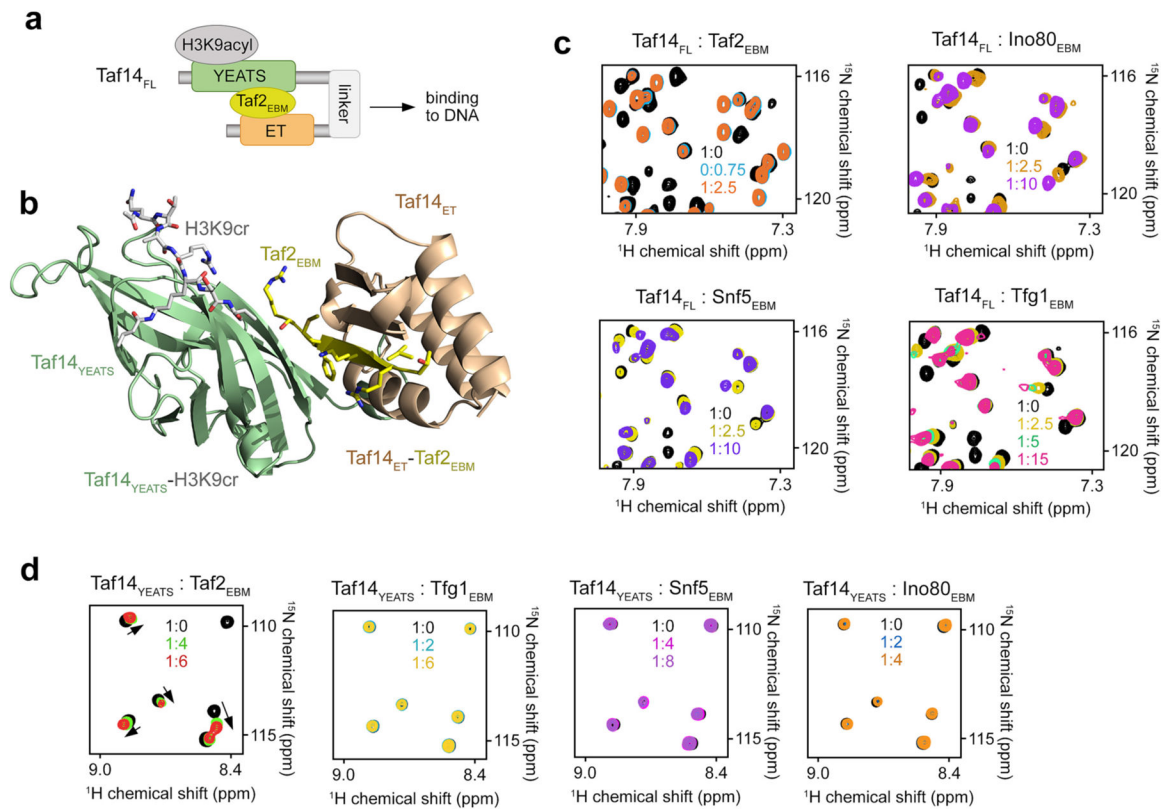 a
H3K9acyl
Taf14FL
YEATS
Taf2EBM
ET
linker
binding
to DNA
b
H3K9cr
Taf14ET
Taf2EBM
Taf14YEATS
Taf14YEATS-H3K9cr
Taf14ET-Taf2EBM
c
Taf14FL : Taf2EBM
1:0
0:0.75
1:2.5
116
120
7.9
7.3
¹H chemical shift (ppm)
¹⁵N chemical shift (ppm)
Taf14FL : Ino80EBM
1:0
1:2.5
1:10
116
120
7.9
7.3
¹H chemical shift (ppm)
¹⁵N chemical shift (ppm)
Taf14FL : Snf5EBM
1:0
1:2.5
1:10
116
120
7.9
7.3
¹H chemical shift (ppm)
¹⁵N chemical shift (ppm)
Taf14FL : Tfg1EBM
1:0
1:2.5
1:5
1:15
116
120
7.9
7.3
¹H chemical shift (ppm)
¹⁵N chemical shift (ppm)
d
Taf14YEATS : Taf2EBM
1:0
1:4
1:6
110
115
9.0
8.4
¹H chemical shift (ppm)
¹⁵N chemical shift (ppm)
Taf14YEATS : Tfg1EBM
1:0
1:2
1:6
110
115
9.0
8.4
¹H chemical shift (ppm)
¹⁵N chemical shift (ppm)
Taf14YEATS : Snf5EBM
1:0
1:4
1:8
110
115
9.0
8.4
¹H chemical shift (ppm)
¹⁵N chemical shift (ppm)
Taf14YEATS : Ino80EBM
1:0
1:2
1:4
110
115
9.0
8.4
¹H chemical shift (ppm)
¹⁵N chemical shift (ppm)